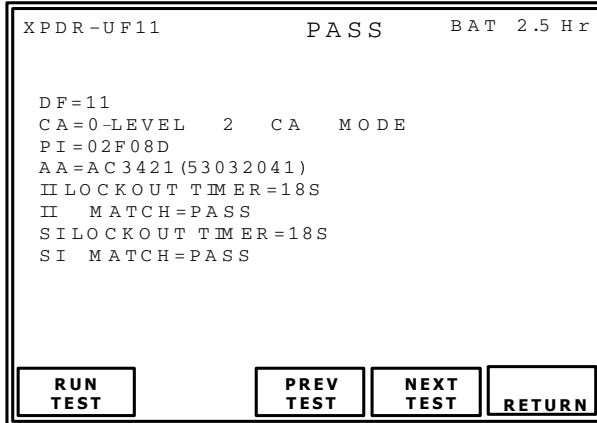 XPDR-UF11 PASS BAT 2.5 Hr
DF=11
CA=0-LEVEL 2 CA MODE
PI=02F08D
AA=AC3421(53032041)
II LOCKOUT TIMER=18S
II MATCH=PASS
SI LOCKOUT TIMER=18S
SI MATCH=PASS
RUN TEST
PREV TEST
NEXT TEST
RETURN